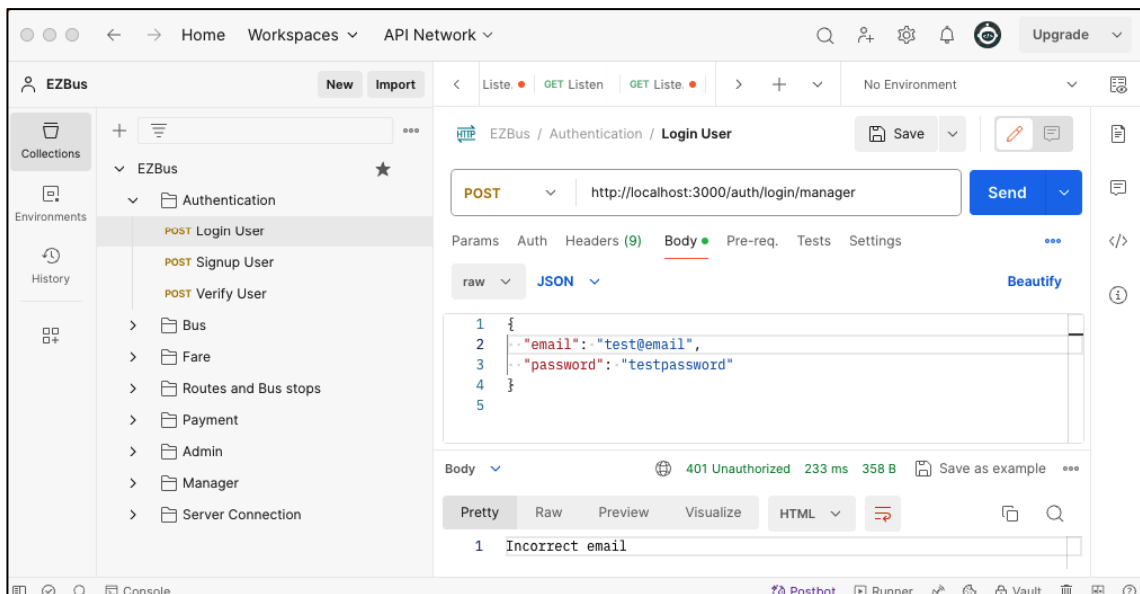 Home Workspaces API Network Upgrade
EZBus New Import
Liste. GET Listen GET Liste. No Environment
Collections
EZBus / Authentication / Login User Save
EZBus
Environments
Authentication
POST http://localhost:3000/auth/login/manager Send
POST Login User
Params Auth Headers (9) Body Pre-req. Tests Settings
History
POST Signup User
raw JSON Beautify
POST Verify User
Bus
Fare
Routes and Bus stops
Payment
Admin
Manager
Server Connection
1 {
2 "email": "test@email",
3 "password": "testpassword"
4 }
5
Body 401 Unauthorized 233 ms 358 B Save as example
Pretty Raw Preview Visualize HTML
1 Incorrect email
Console Postbot Runner Vault